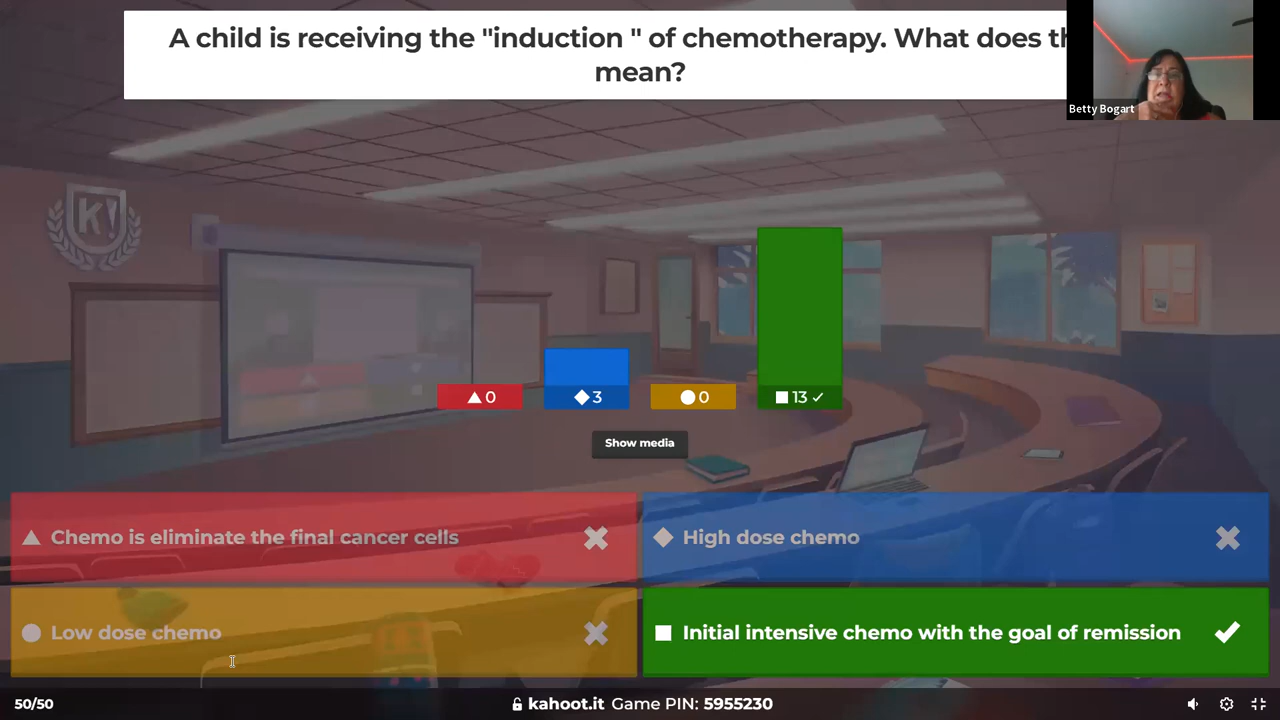 A child is receiving the "induction " of chemotherapy. What does
mean?
Betty Bogart
K!
0
3
0
13
Show media
Chemo is eliminate the final cancer cells
High dose chemo
Low dose chemo
Initial intensive chemo with the goal of remission
50/50
kahoot.it Game PIN: 5955230